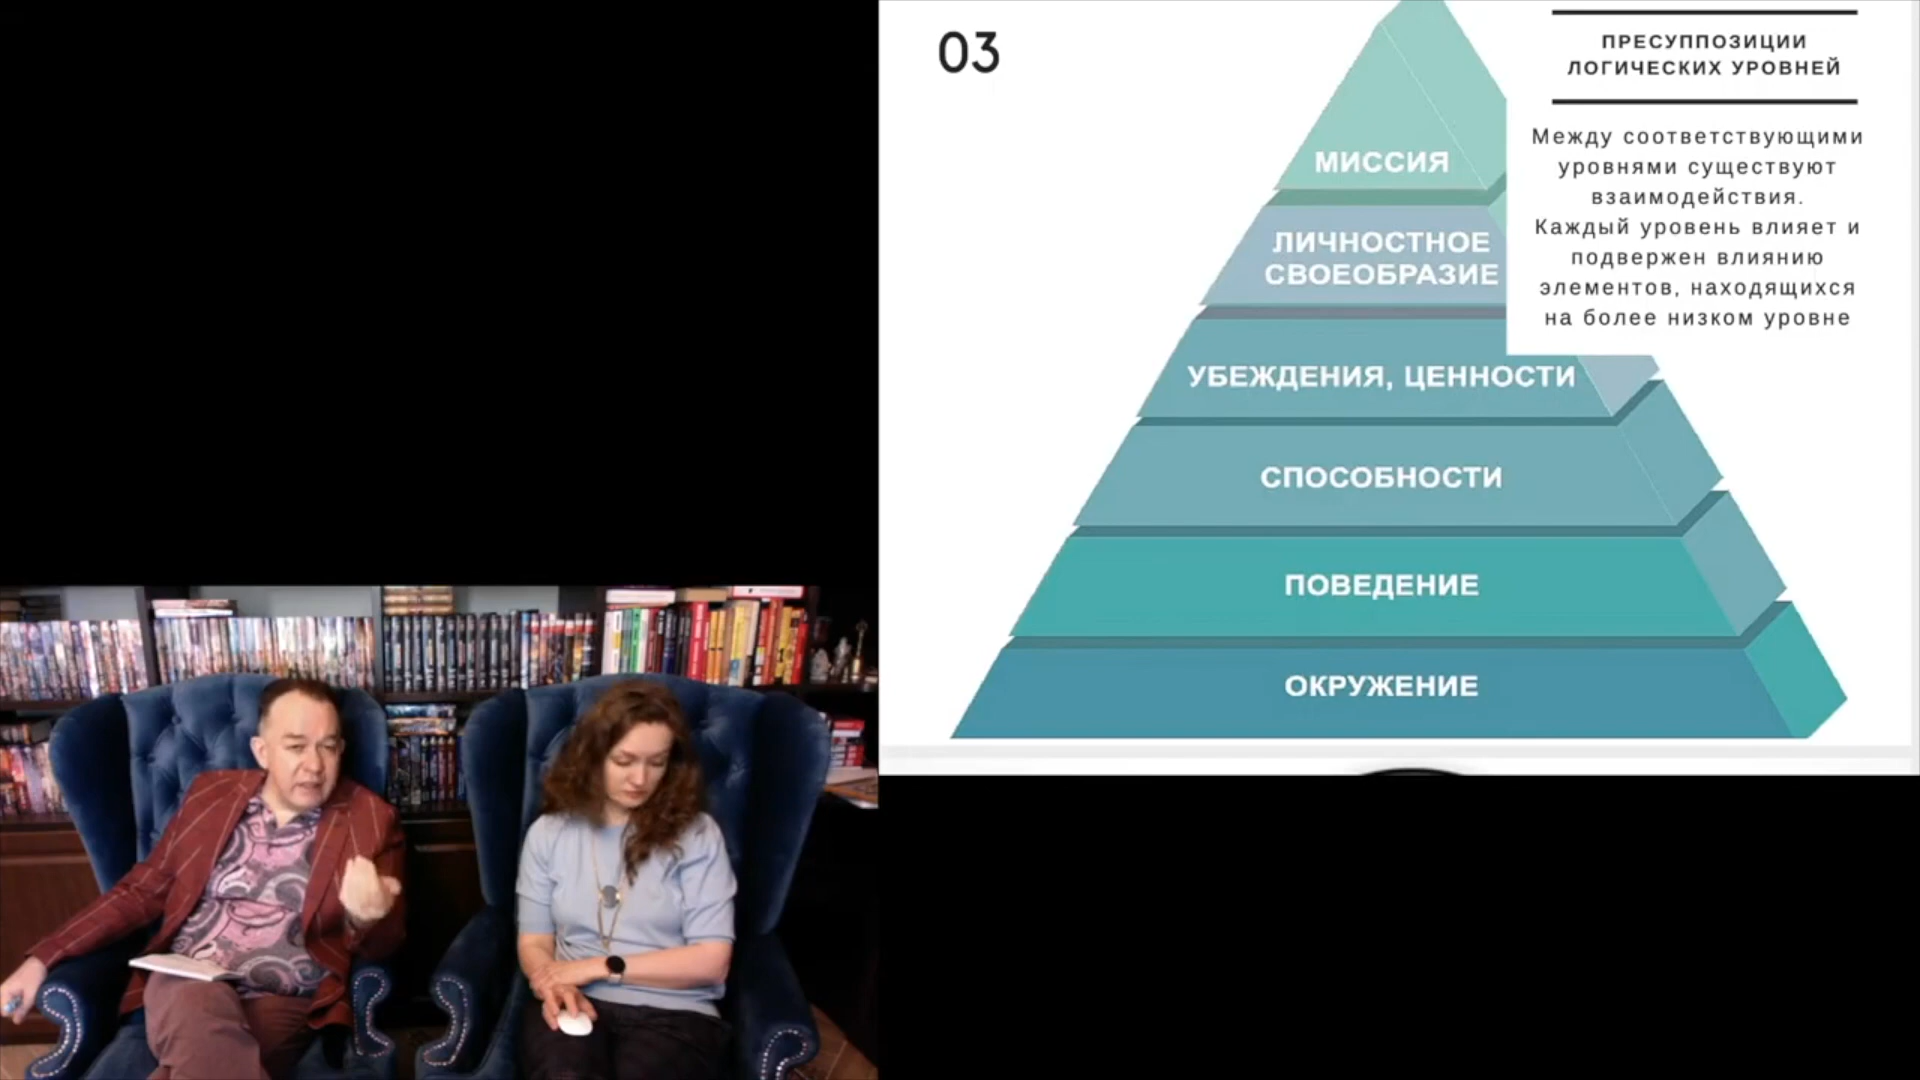 03
ПРЕСУППОЗИЦИИ
ЛОГИЧЕСКИХ УРОВНЕЙ
Между соответствующими
уровнями существуют
взаимодействия.
Каждый уровень влияет и
подвержен влиянию
элементов, находящихся
на более низком уровне
МИССИЯ
ЛИЧНОСТНОЕ
СВОЕОБРАЗИЕ
УБЕЖДЕНИЯ, ЦЕННОСТИ
СПОСОБНОСТИ
ПОВЕДЕНИЕ
ОКРУЖЕНИЕ